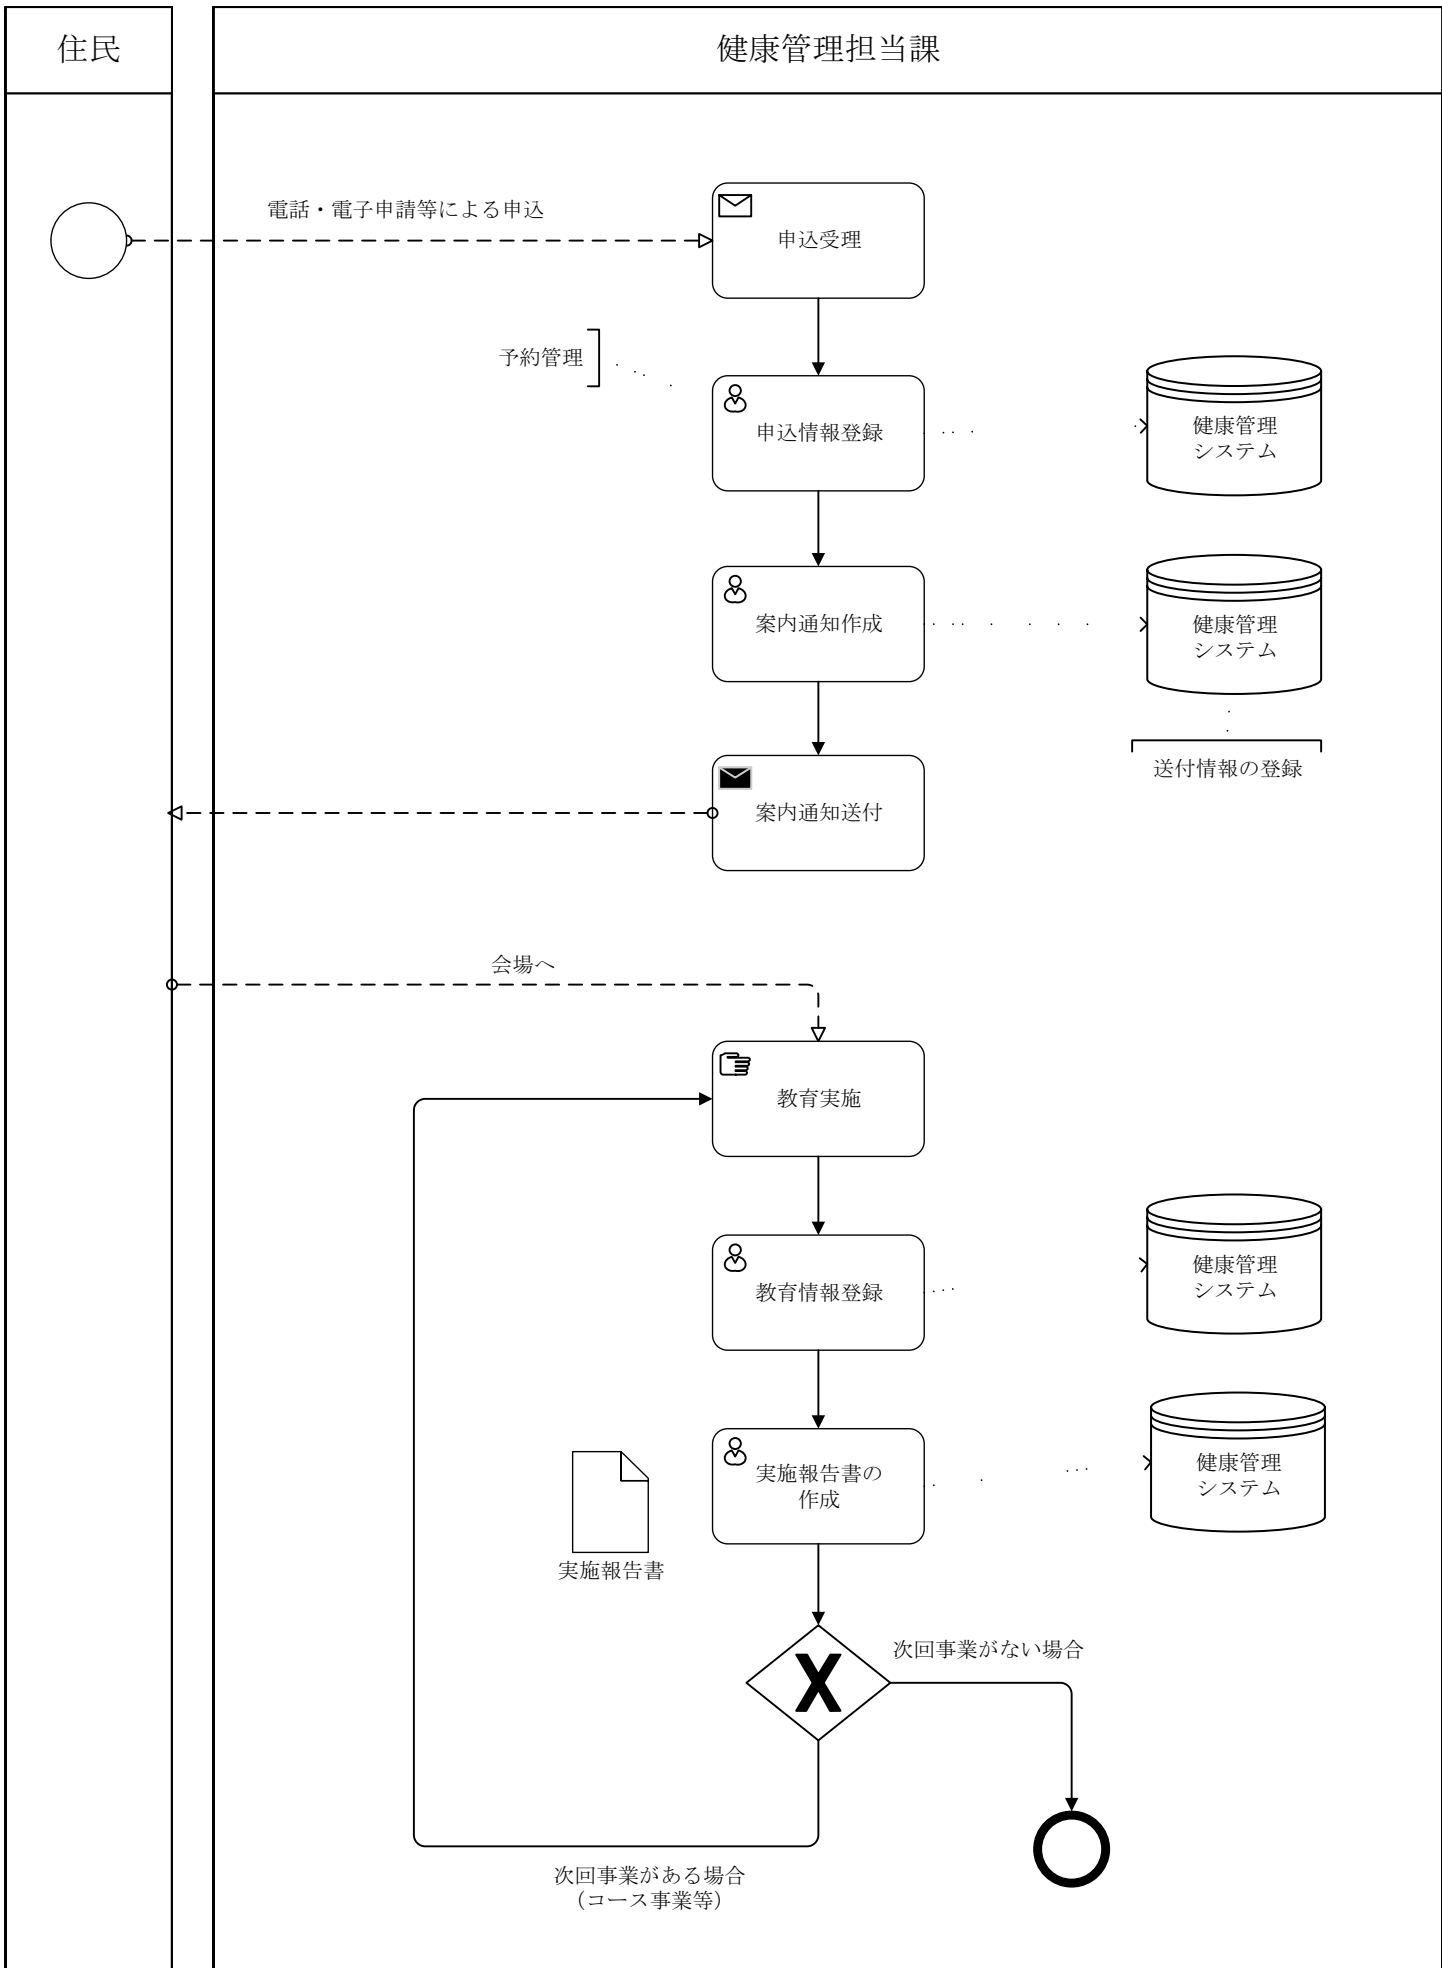 住民
健康管理担当課
電話・電子申請等による申込
申込受理
予約管理
申込情報登録
健康管理
システム
案内通知作成
健康管理
システム
送付情報の登録
案内通知送付
会場へ
教育実施
教育情報登録
健康管理
システム
実施報告書の
作成
健康管理
システム
実施報告書
次回事業がない場合
次回事業がある場合
（コース事業等）